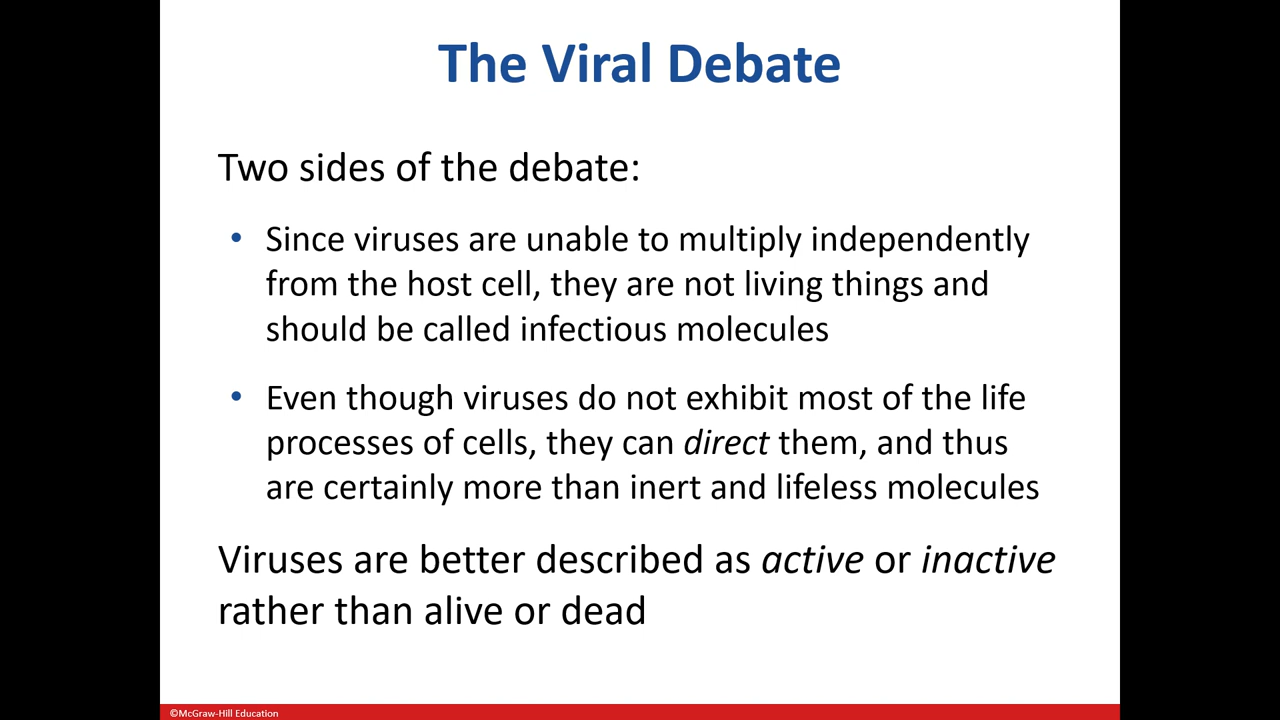 The Viral Debate
Two sides of the debate:
• Since viruses are unable to multiply independently
from the host cell, they are not living things and
should be called infectious molecules
• Even though viruses do not exhibit most of the life
processes of cells, they can direct them, and thus
are certainly more than inert and lifeless molecules
Viruses are better described as active or inactive
rather than alive or dead
©McGraw-Hill Education